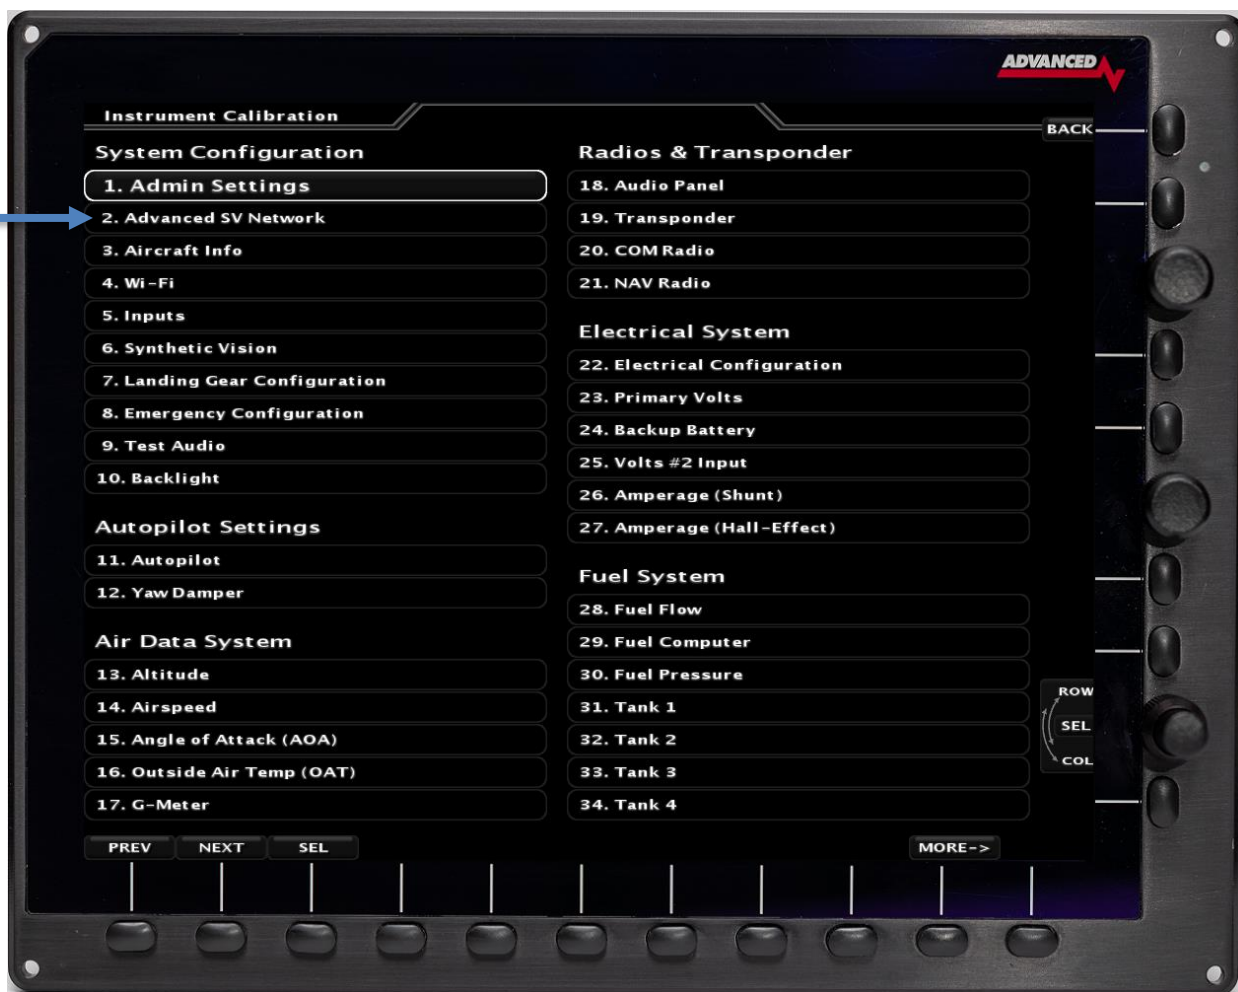 ADVANCED
Instrument Calibration
BACK
System Configuration
1. Admin Settings
2. Advanced SV Network
3. Aircraft Info
4. Wi-Fi
5. Inputs
6. Synthetic Vision
7. Landing Gear Configuration
8. Emergency Configuration
9. Test Audio
10. Backlight
Autopilot Settings
11. Autopilot
12. Yaw Damper
Air Data System
13. Altitude
14. Airspeed
15. Angle of Attack (AOA)
16. Outside Air Temp (OAT)
17. G-Meter
Radios & Transponder
18. Audio Panel
19. Transponder
20. COM Radio
21. NAV Radio
Electrical System
22. Electrical Configuration
23. Primary Volts
24. Backup Battery
25. Volts #2 Input
26. Amperage (Shunt)
27. Amperage (Hall-Effect)
Fuel System
28. Fuel Flow
29. Fuel Computer
30. Fuel Pressure
31. Tank 1
32. Tank 2
33. Tank 3
34. Tank 4
ROW
SEL
COL
PREV NEXT SEL MORE->